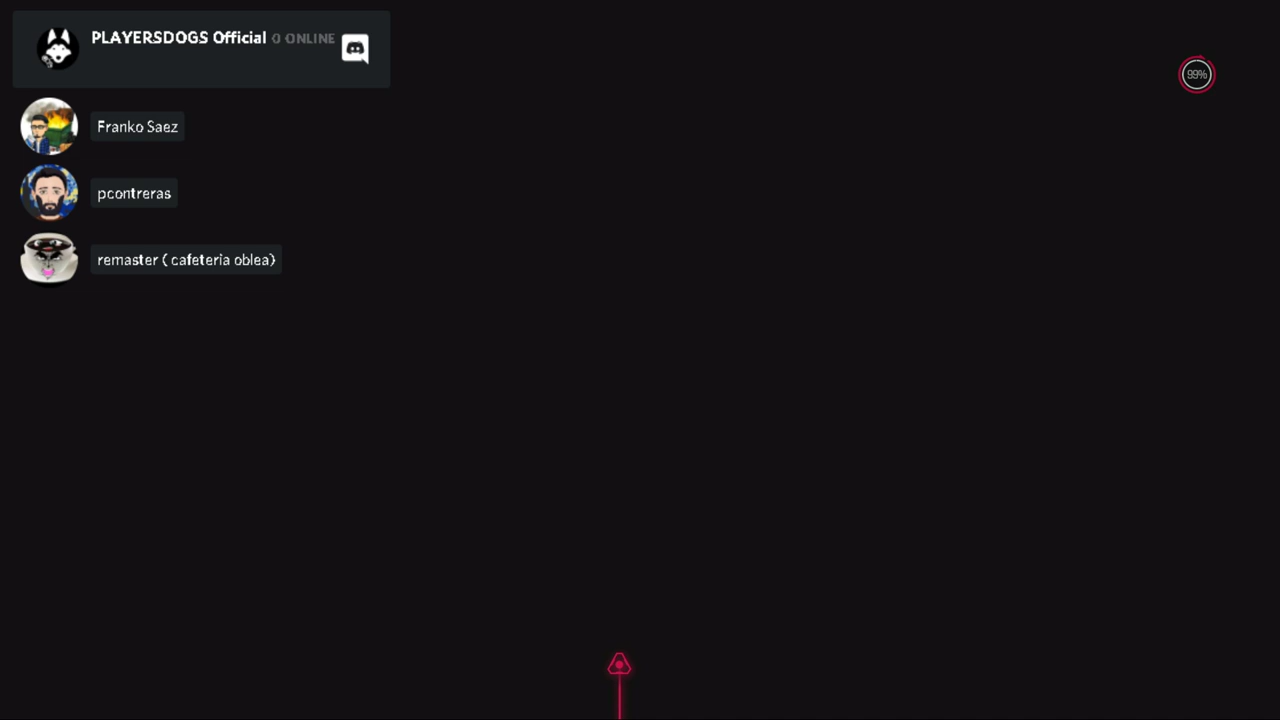 PLAYERSDOGS Official 0 ONLINE
99%
Franko Saez
pcontreras
remaster ( cafeteria oblea}